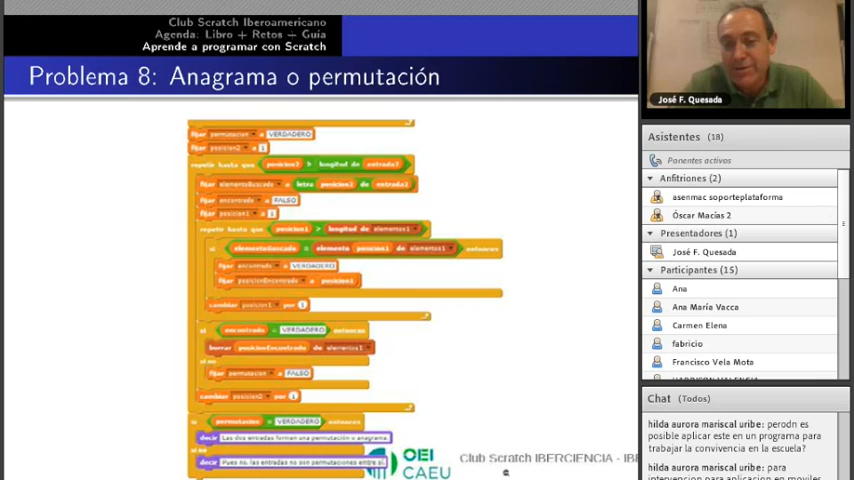 Club Scratch Iberoamericano
Agenda: Libro + Retos + Guía
Aprende a programar con Scratch
Problema 8: Anagrama o permutación
fijar permutacion a VERDADERO
fijar posicion2 a 1
repetir hasta que posicion2 > longitud de entrada2
fijar elementoBuscado a letra posicion2 de entrada2
fijar encontrado a FALSO
fijar posicion1 a 1
repetir hasta que posicion1 > longitud de elementos1
si elementoBuscado = elemento posicion1 de elementos1 entonces
fijar encontrado a VERDADERO
fijar posicionEncontrado a posicion1
cambiar posicion1 por 1
si encontrado = VERDADERO entonces
borrar posicionEncontrado de elementos1
si no
fijar permutacion a FALSO
cambiar posicion2 por 1
si permutacion = VERDADERO entonces
decir Las dos entradas forman una permutación o anagrama.
si no
decir Pues no, las entradas no son permutaciones entre sí.
OEI
CAEU
Club Scratch IBERCIENCIA - IBE
José F. Quesada
Asistentes (18)
Ponentes activos
Anfitriones (2)
asenmac soporteplataforma
Óscar Macías 2
Presentadores (1)
José F. Quesada
Participantes (15)
Ana
Ana María Vacca
Carmen Elena
fabricio
Francisco Vela Mota
Chat (Todos)
hilda aurora mariscal uribe: perodn es
posible aplicar este en un programa para
trabajar la convivencia en la escuela?
hilda aurora mariscal uribe: para
intervencion para aplicacion en moviles